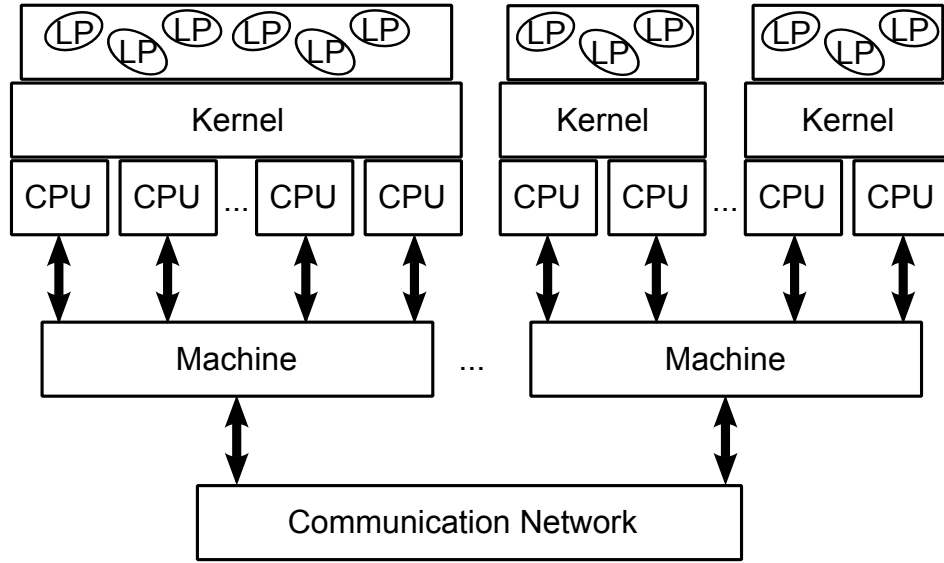 LP LP LP LP LP LP LP LP LP LP LP LP
Kernel Kernel Kernel
CPU CPU ... CPU CPU CPU CPU ... CPU CPU
Machine ... Machine
Communication Network